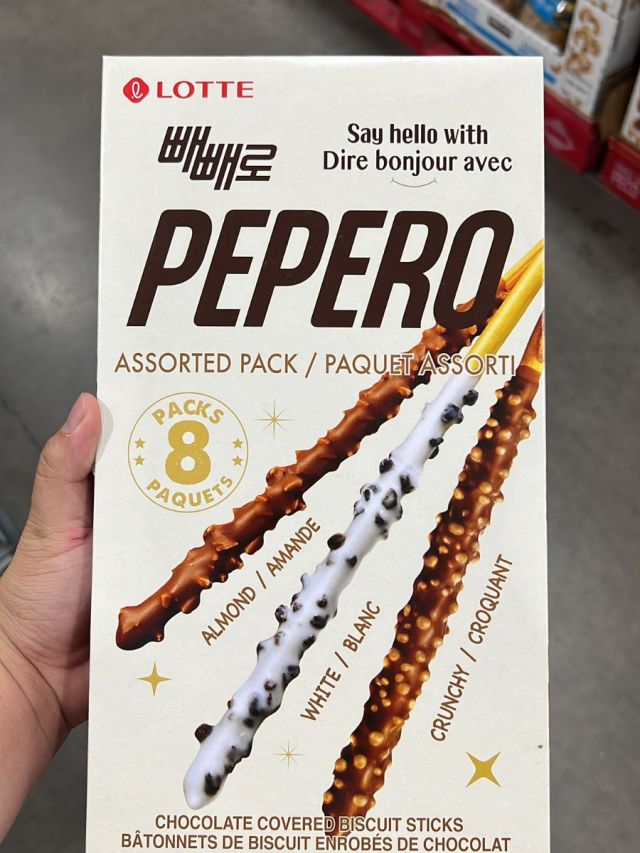 LOTTE
빼빼로
Say hello with
Dire bonjour avec
PEPERO
ASSORTED PACK / PAQUET ASSORTI
PACKS
8
PAQUETS
ALMOND / AMANDE
WHITE / BLANC
CRUNCHY / CROQUANT
CHOCOLATE COVERED BISCUIT STICKS
BÂTONNETS DE BISCUIT ENROBÉS DE CHOCOLAT